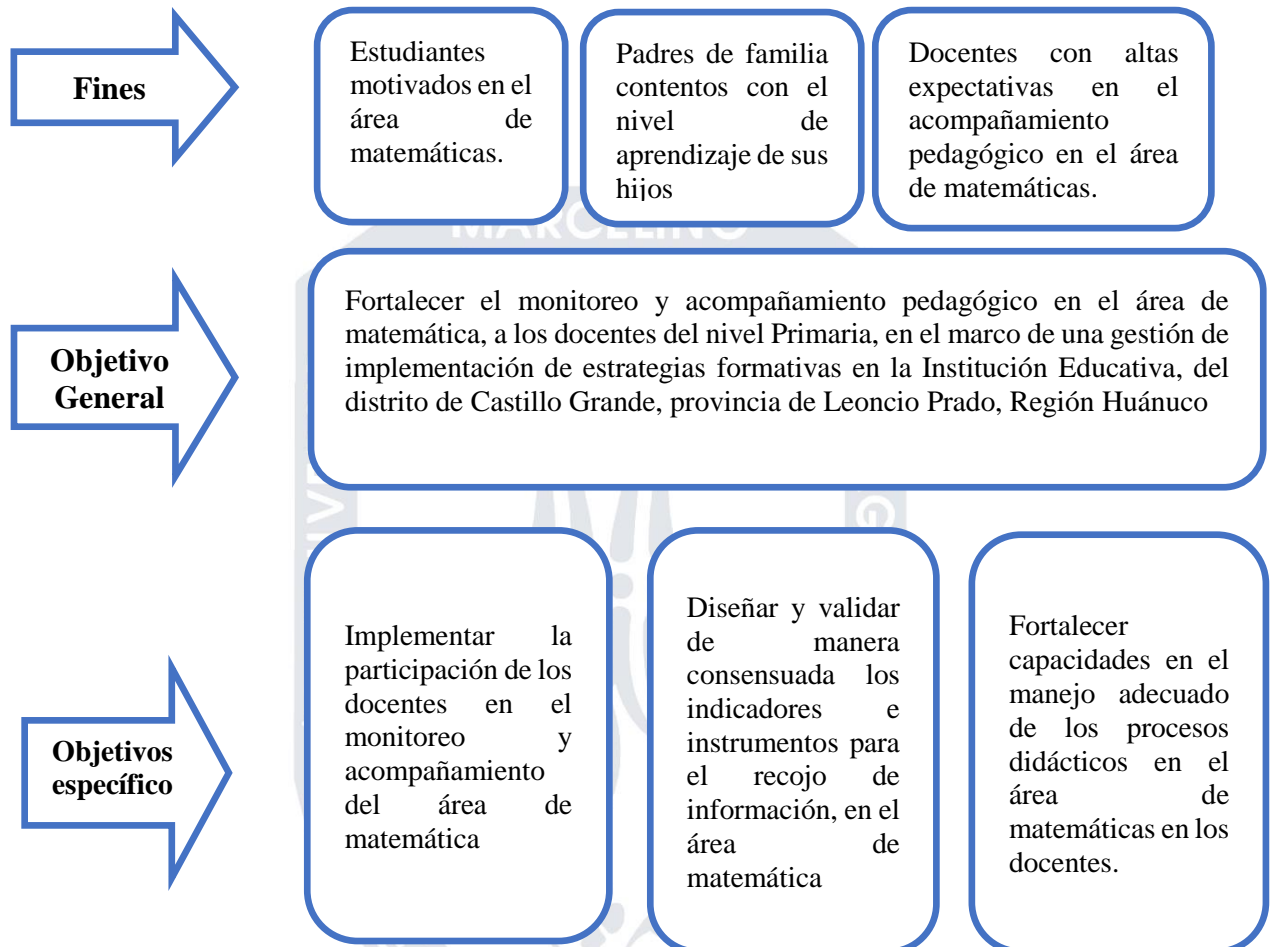 Fines
Estudiantes
motivados en el
área de
matemáticas.
Padres de familia
contentos con el
nivel de
aprendizaje de sus
hijos
Docentes con altas
expectativas en el
acompañamiento
pedagógico en el área
de matemáticas.
MARCELINO
Objetivo
General
Fortalecer el monitoreo y acompañamiento pedagógico en el área de
matemática, a los docentes del nivel Primaria, en el marco de una gestión de
implementación de estrategias formativas en la Institución Educativa, del
distrito de Castillo Grande, provincia de Leoncio Prado, Región Huánuco
Objetivos
específico
Implementar la
participación de los
docentes en el
monitoreo y
acompañamiento
del área de
matemática
Diseñar y validar
de manera
consensuada los
indicadores e
instrumentos para
el recojo de
información, en el
área de
matemática
Fortalecer
capacidades en el
manejo adecuado
de los procesos
didácticos en el
área de
matemáticas en los
docentes.